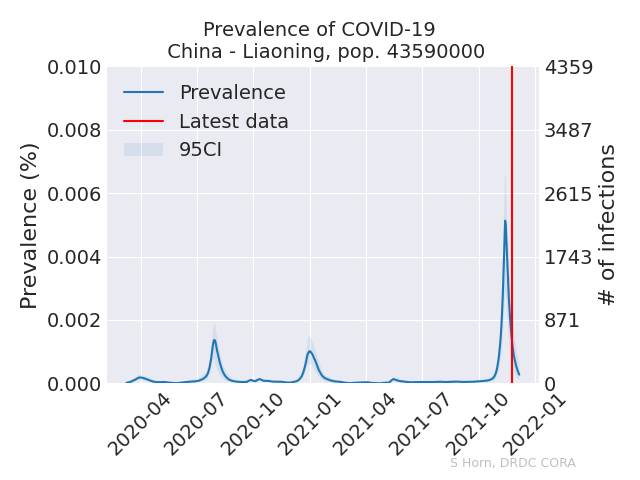 Prevalence of COVID-19
China - Liaoning, pop. 43590000
Prevalence
Latest data
95CI
Prevalence (%)
0.010
0.008
0.006
0.004
0.002
0.000
4359
3487
2615
1743
871
0
# of infections
2020-04
2020-07
2020-10
2021-01
2021-04
2021-07
2021-10
2022-01
S Horn, DRDC CORA